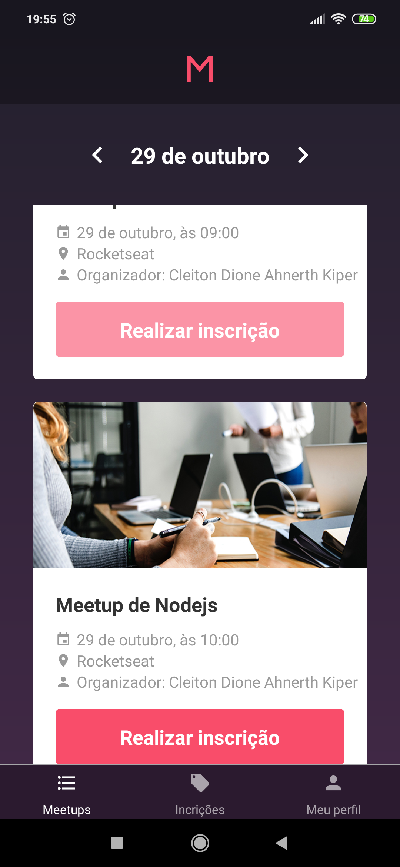 19:55
74
M
29 de outubro
29 de outubro, às 09:00
Rocketseat
Organizador: Cleiton Dione Ahnerth Kiper
Realizar inscrição
Meetup de Nodejs
29 de outubro, às 10:00
Rocketseat
Organizador: Cleiton Dione Ahnerth Kiper
Realizar inscrição
Meetups
Incrições
Meu perfil